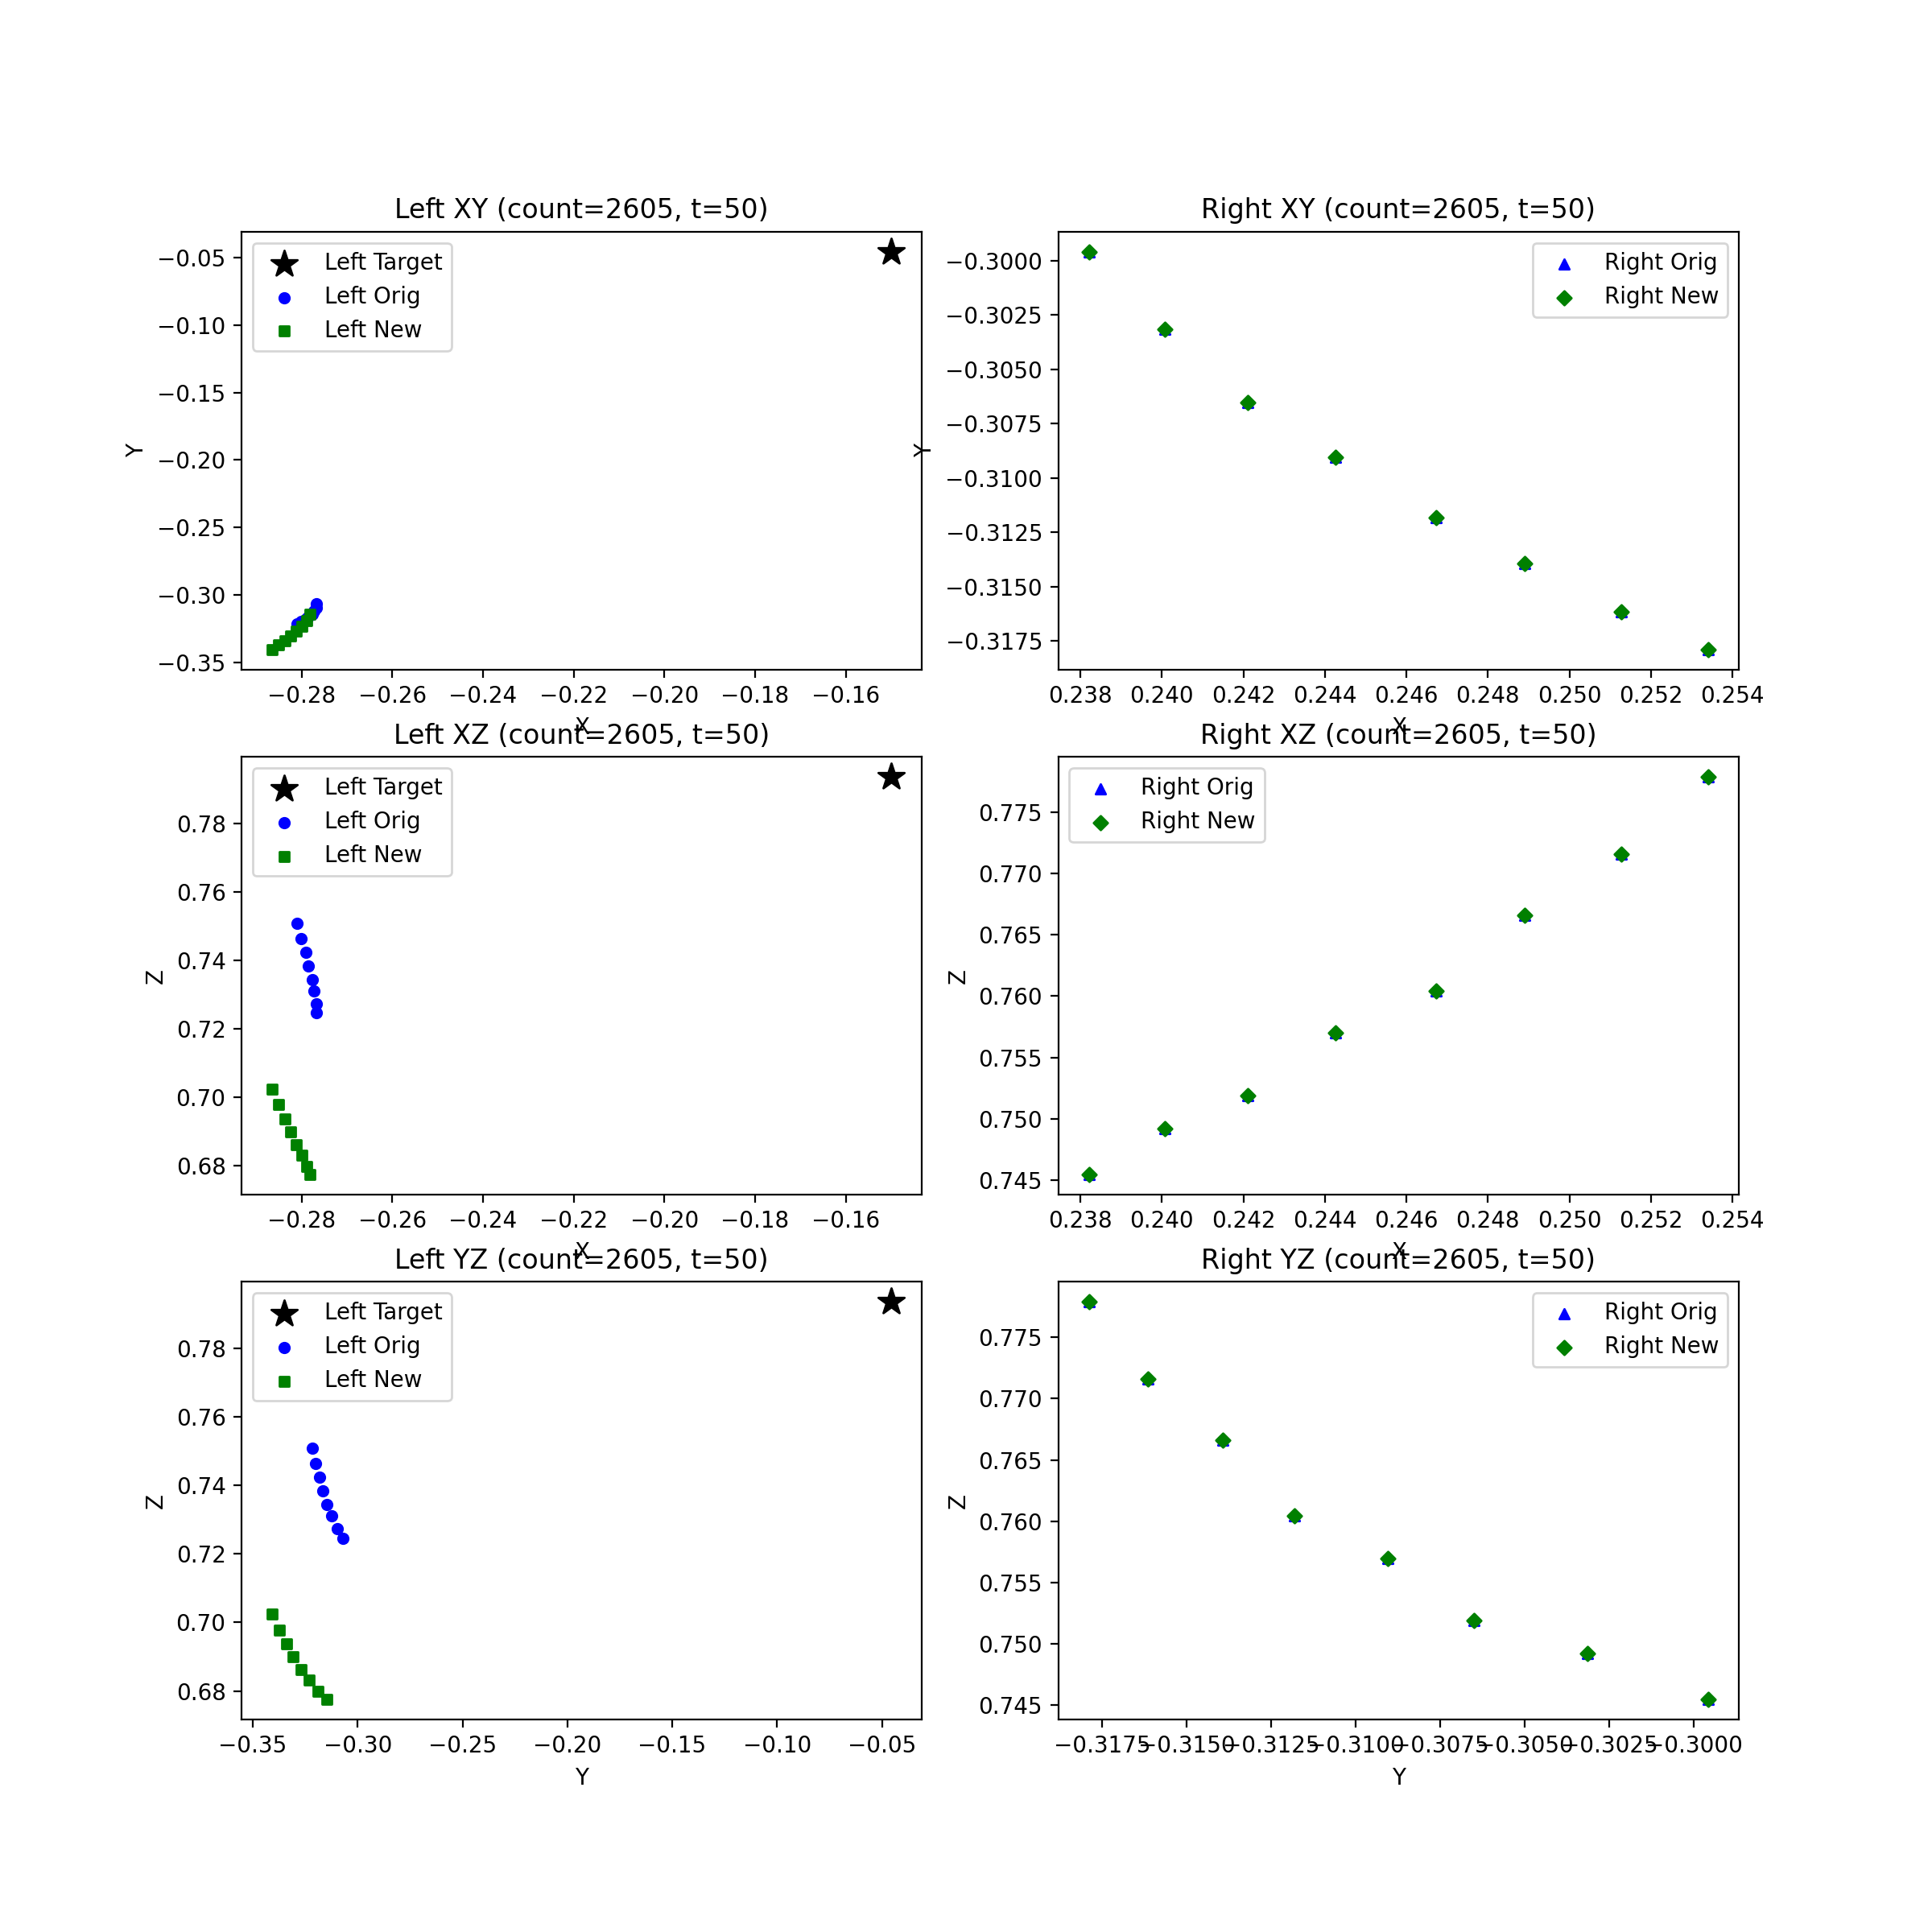 Left XY (count=2605, t=50)
Left Target
Left Orig
Left New
−0.05
−0.10
−0.15
−0.20
−0.25
−0.30
−0.35
Y
−0.28
−0.26
−0.24
−0.22
−0.20
−0.18
−0.16
X
Right XY (count=2605, t=50)
Right Orig
Right New
−0.3000
−0.3025
−0.3050
−0.3075
−0.3100
−0.3125
−0.3150
−0.3175
Y
0.238
0.240
0.242
0.244
0.246
0.248
0.250
0.252
0.254
X
Left XZ (count=2605, t=50)
Left Target
Left Orig
Left New
0.78
0.76
0.74
0.72
0.70
0.68
Z
−0.28
−0.26
−0.24
−0.22
−0.20
−0.18
−0.16
X
Right XZ (count=2605, t=50)
Right Orig
Right New
0.775
0.770
0.765
0.760
0.755
0.750
0.745
Z
0.238
0.240
0.242
0.244
0.246
0.248
0.250
0.252
0.254
X
Left YZ (count=2605, t=50)
Left Target
Left Orig
Left New
0.78
0.76
0.74
0.72
0.70
0.68
Z
−0.35
−0.30
−0.25
−0.20
−0.15
−0.10
−0.05
Y
Right YZ (count=2605, t=50)
Right Orig
Right New
0.775
0.770
0.765
0.760
0.755
0.750
0.745
Z
−0.3175
−0.3150
−0.3125
−0.3100
−0.3075
−0.3050
−0.3025
−0.3000
Y